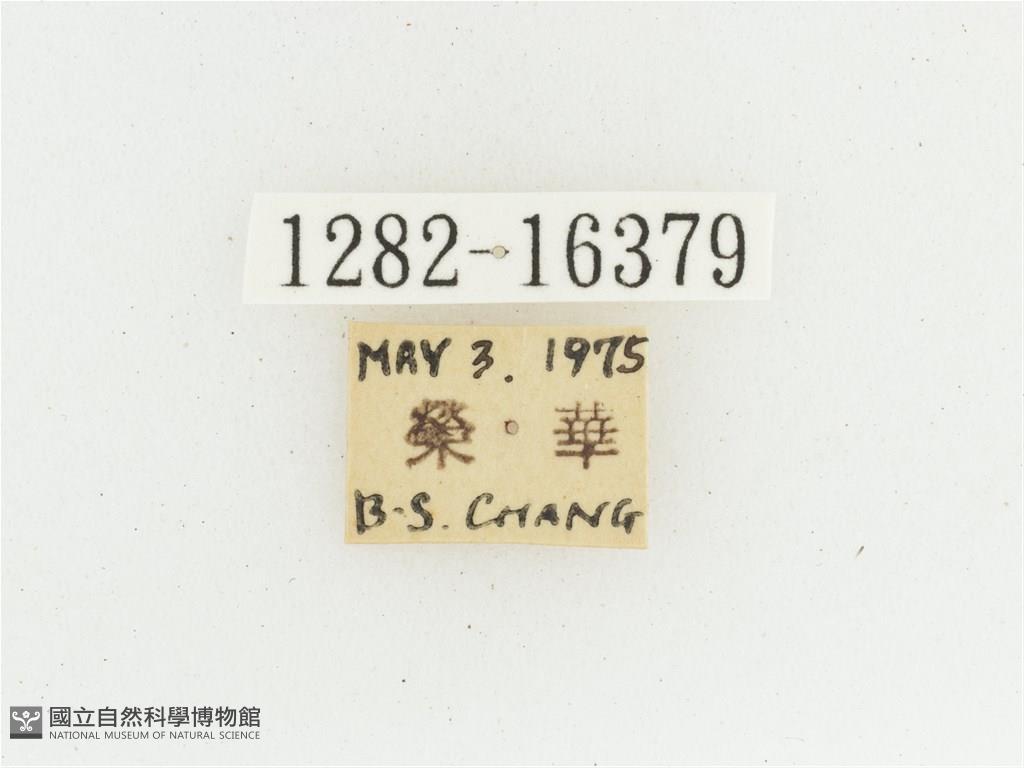 1282-16379
MAY 3. 1975
榮華
B-S. CHANG
國立自然科學博物館
NATIONAL MUSEUM OF NATURAL SCIENCE